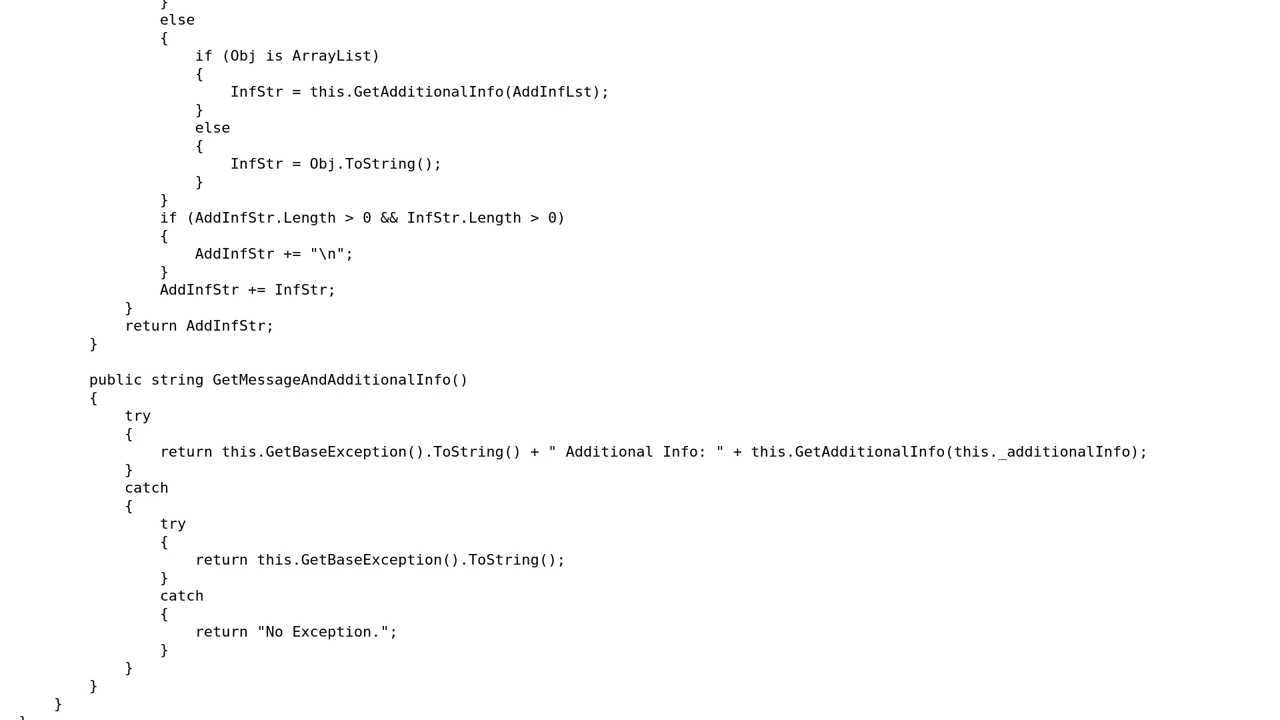 }
                else
                {
                    if (Obj is ArrayList)
                    {
                        InfStr = this.GetAdditionalInfo(AddInfLst);
                    }
                    else
                    {
                        InfStr = Obj.ToString();
                    }
                }
                if (AddInfStr.Length > 0 && InfStr.Length > 0)
                {
                    AddInfStr += "\n";
                }
                AddInfStr += InfStr;
            }
            return AddInfStr;
        }

        public string GetMessageAndAdditionalInfo()
        {
            try
            {
                return this.GetBaseException().ToString() + " Additional Info: " + this.GetAdditionalInfo(this._additionalInfo);
            }
            catch
            {
                try
                {
                    return this.GetBaseException().ToString();
                }
                catch
                {
                    return "No Exception.";
                }
            }
        }
    }
}